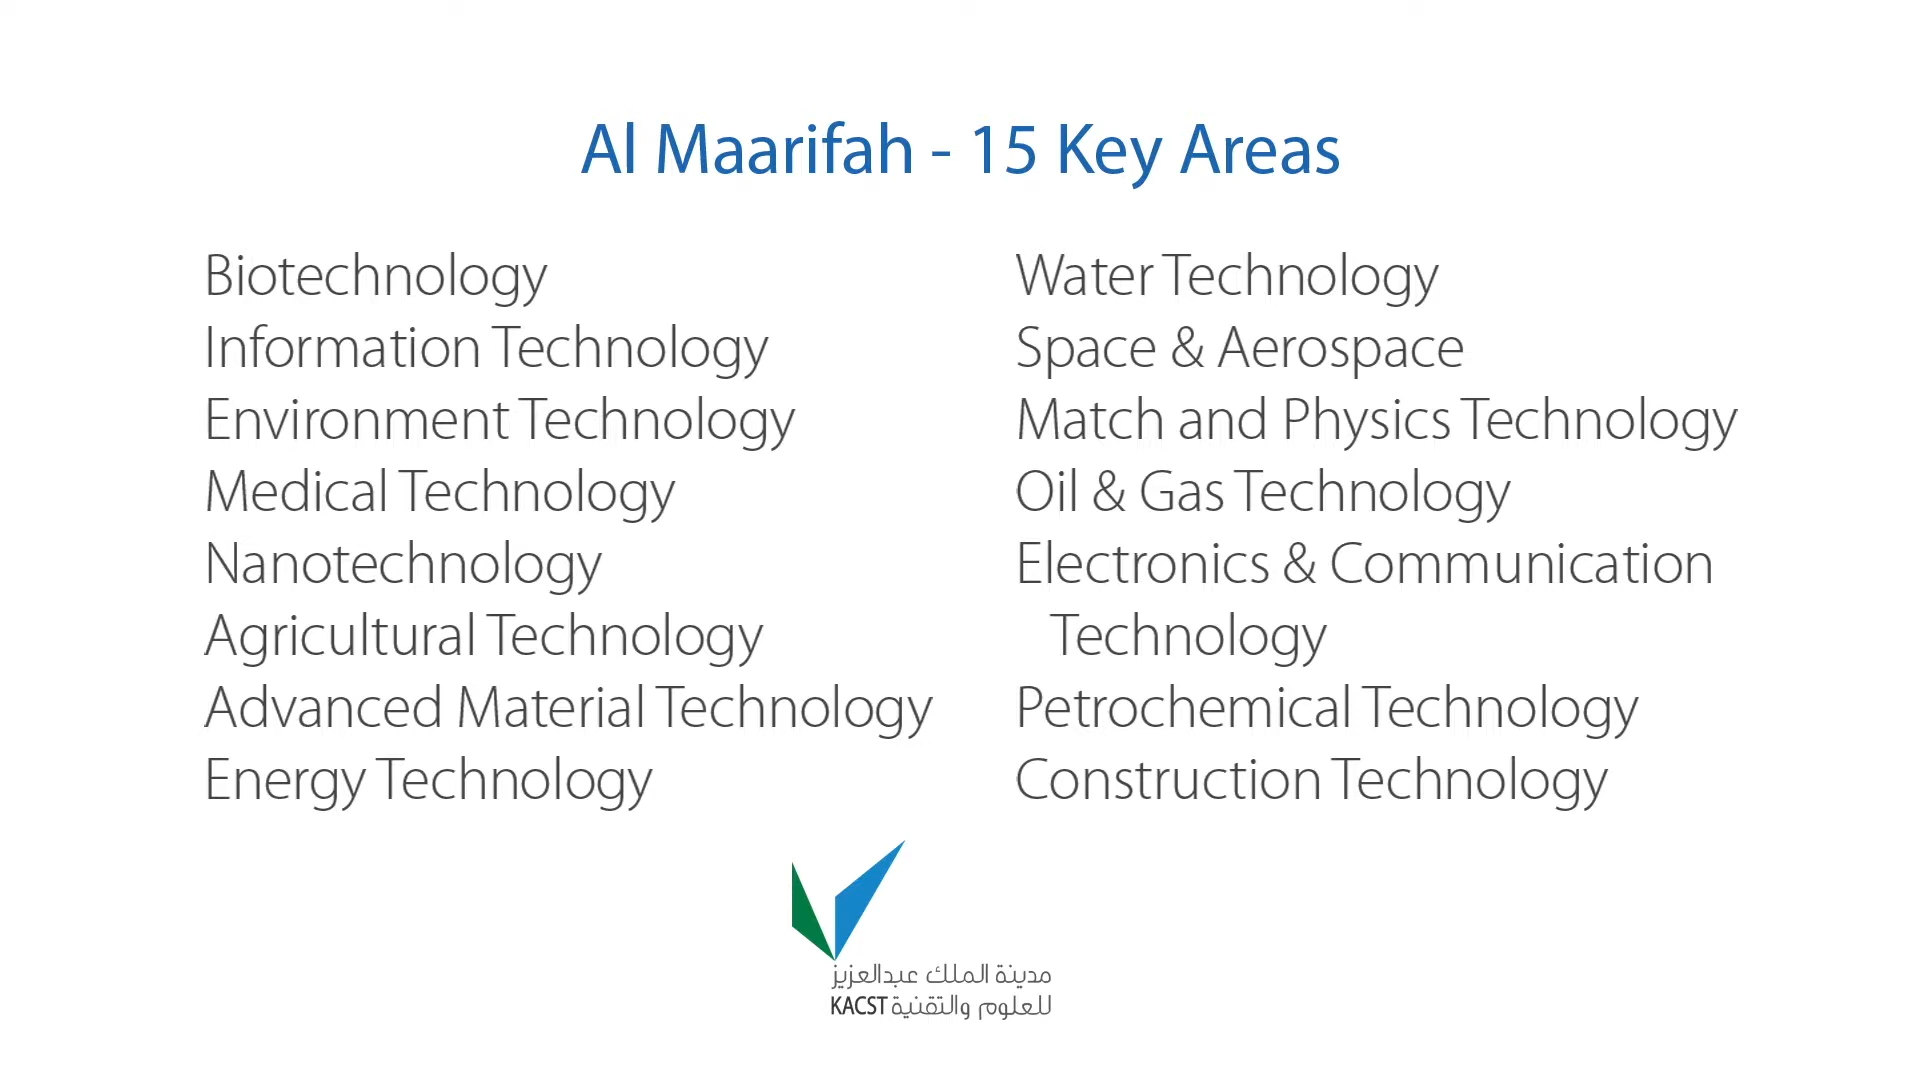 Al Maarifah - 15 Key Areas
Biotechnology
Information Technology
Environment Technology
Medical Technology
Nanotechnology
Agricultural Technology
Advanced Material Technology
Energy Technology
Water Technology
Space & Aerospace
Match and Physics Technology
Oil & Gas Technology
Electronics & Communication
Technology
Petrochemical Technology
Construction Technology
مدينة الملك عبدالعزيز
للعلوم والتقنية KACST